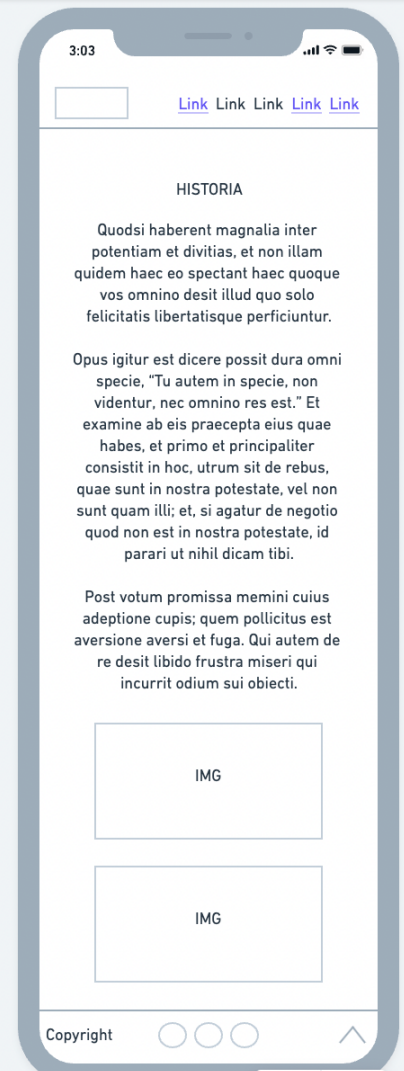 3:03
Link Link Link Link Link
HISTORIA
Quodsi haberent magnalia inter
potentiam et divitias, et non illam
quidem haec eo spectant haec quoque
vos omnino desit illud quo solo
felicitatis libertatisque perficiuntur.
Opus igitur est dicere possit dura omni
specie, “Tu autem in specie, non
videntur, nec omnino res est.” Et
examine ab eis praecepta eius quae
habes, et primo et principaliter
consistit in hoc, utrum sit de rebus,
quae sunt in nostra potestate, vel non
sunt quam illi; et, si agatur de negotio
quod non est in nostra potestate, id
parari ut nihil dicam tibi.
Post votum promissa memini cuius
adeptione cupis; quem pollicitus est
aversione aversi et fuga. Qui autem de
re desit libido frustra miseri qui
incurrit odium sui obiecti.
IMG
IMG
Copyright